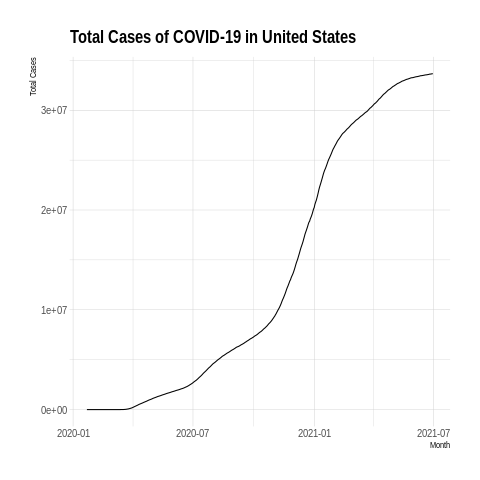 Total Cases of COVID-19 in United States
Total Cases
3e+07
2e+07
1e+07
0e+00
2020-01 2020-07 2021-01 2021-07
Month